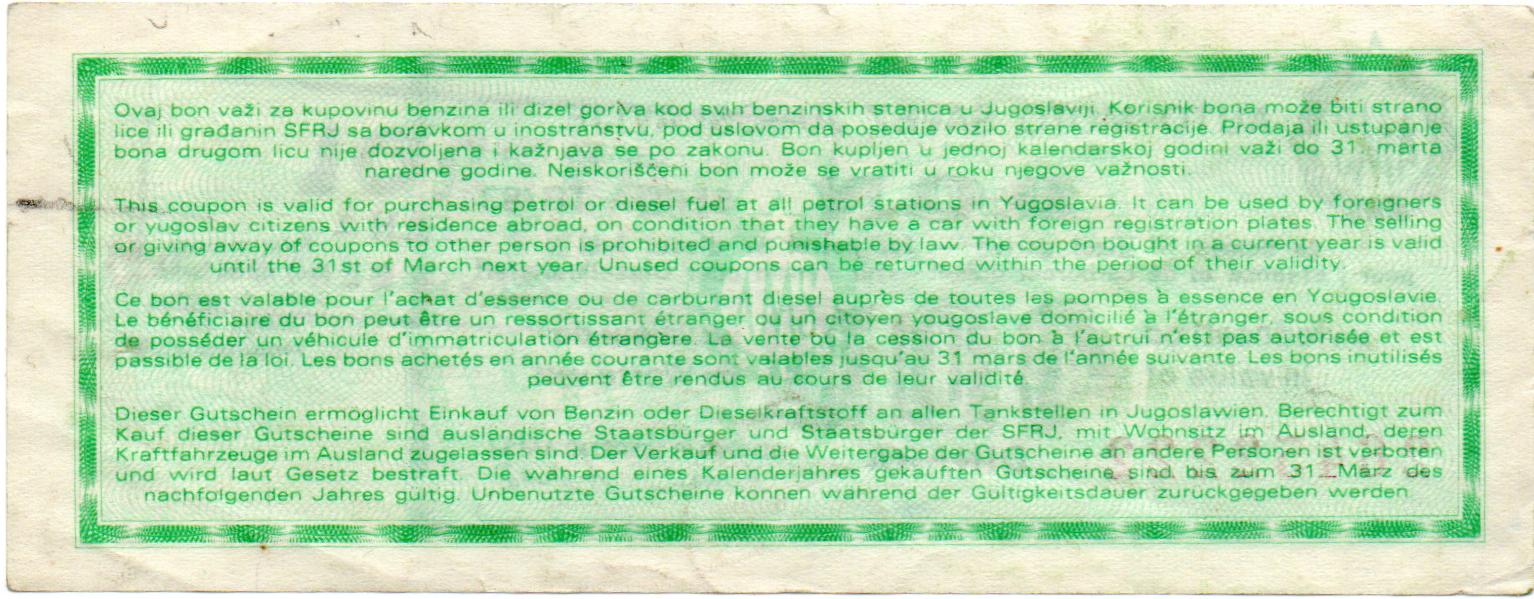 Ovaj bon važi za kupovinu benzina ili dizel goriva kod svih benzinskih stanica u Jugoslaviji. Korisnik bona može biti strano
lice ili građanin SFRJ sa boravkom u inostranstvu, pod uslovom da poseduje vozilo strane registracije. Prodaja ili ustupanje
bona drugom licu nije dozvoljena i kažnjava se po zakonu. Bon kupljen u jednoj kalendarskoj godini važi do 31. marta
naredne godine. Neiskorišćeni bon može se vratiti u roku njegove važnosti.
This coupon is valid for purchasing petrol or diesel fuel at all petrol stations in Yugoslavia. It can be used by foreigners
or yugoslav citizens with residence abroad, on condition that they have a car with foreign registration plates. The selling
or giving away of coupons to other person is prohibited and punishable by law. The coupon bought in a current year is valid
until the 31st of March next year. Unused coupons can be returned within the period of their validity.
Ce bon est valable pour l'achat d'essence ou de carburant diesel auprès de toutes les pompes à essence en Yougoslavie.
Le bénéficiaire du bon peut être un ressortissant étranger ou un citoyen yougoslave domicilié à l'étranger, sous condition
de posséder un véhicule d'immatriculation étrangère. La vente ou la cession du bon à l'autrui n'est pas autorisée et est
passible de la loi. Les bons achetés en année courante sont valables jusqu'au 31 mars de l'année suivante. Les bons inutilisés
peuvent être rendus au cours de leur validité.
Dieser Gutschein ermöglicht Einkauf von Benzin oder Dieselkraftstoff an allen Tankstellen in Jugoslawien. Berechtigt zum
Kauf dieser Gutscheine sind ausländische Staatsbürger und Staatsbürger der SFRJ, mit Wohnsitz im Ausland, deren
Kraftfahrzeuge im Ausland zugelassen sind. Der Verkauf und die Weitergabe der Gutscheine an andere Personen ist verboten
und wird laut Gesetz bestraft. Die während eines Kalenderjahres gekauften Gutscheine sind bis zum 31. März des
nachfolgenden Jahres gültig. Unbenutzte Gutscheine können während der Gültigkeitsdauer zurückgegeben werden.